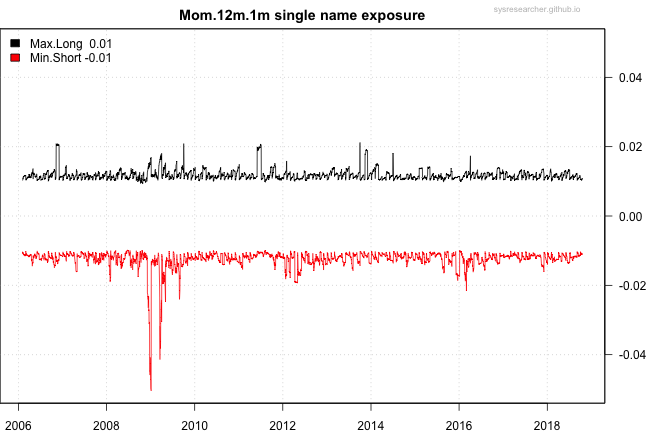 Mom.12m.1m single name exposure
sysresearcher.github.io
Max.Long 0.01
Min.Short -0.01
0.04
0.02
0.00
-0.02
-0.04
2006 2008 2010 2012 2014 2016 2018